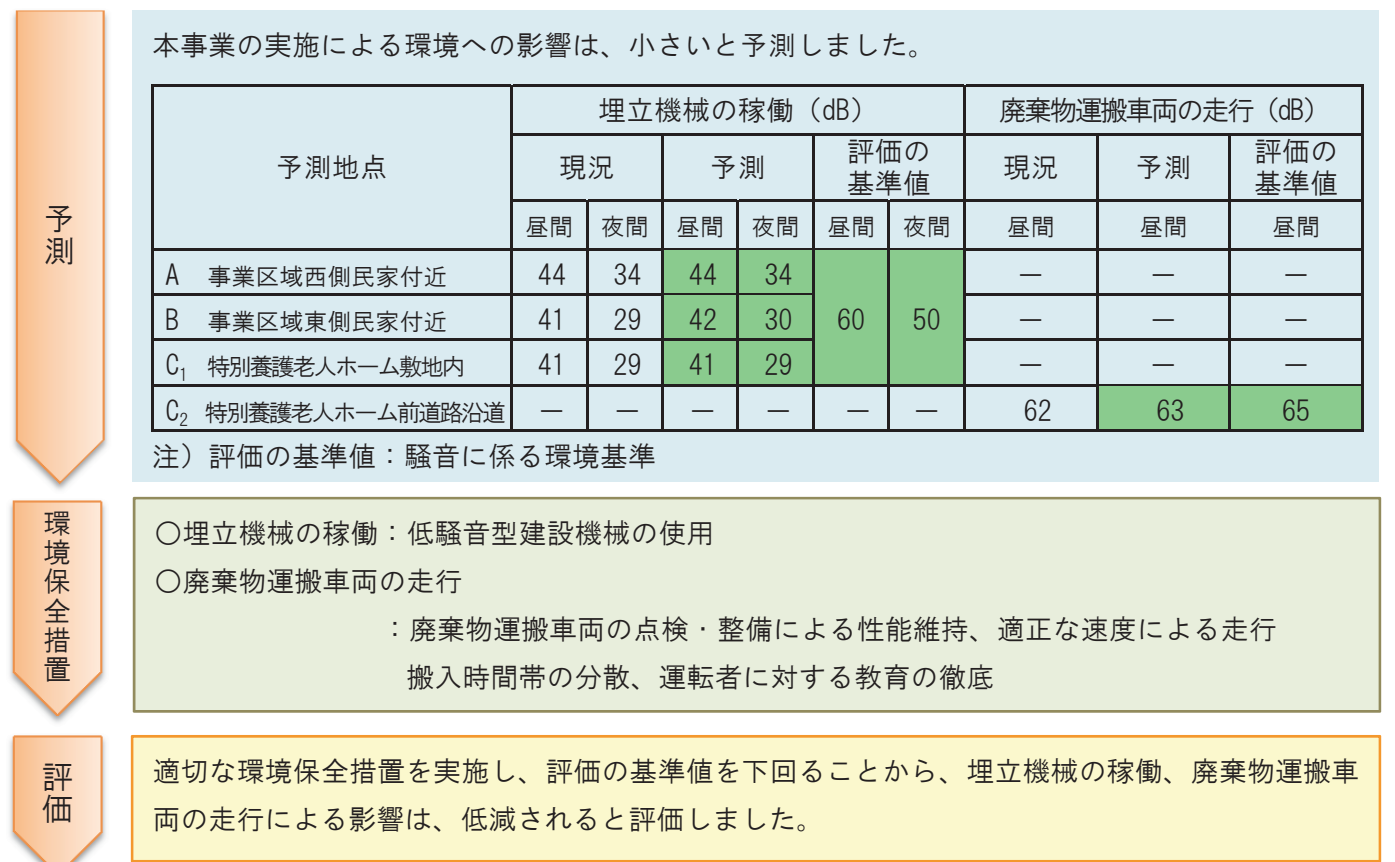 予測
本事業の実施による環境への影響は、小さいと予測しました。
予測地点 埋立機械の稼働(dB) 廃棄物運搬車両の走行(dB)
現況 予測 評価の基準値 現況 予測 評価の基準値
昼間 夜間 昼間 夜間 昼間 夜間 昼間 昼間 昼間
A 事業区域西側民家付近 44 34 44 34 60 50 — — —
B 事業区域東側民家付近 41 29 42 30 — — —
C₁ 特別養護老人ホーム敷地内 41 29 41 29 — — —
C₂ 特別養護老人ホーム前道路沿道 — — — — — — 62 63 65
注)評価の基準値:騒音に係る環境基準
環境保全措置
○埋立機械の稼働:低騒音型建設機械の使用
○廃棄物運搬車両の走行
:廃棄物運搬車両の点検・整備による性能維持、適正な速度による走行
搬入時間帯の分散、運転者に対する教育の徹底
評価
適切な環境保全措置を実施し、評価の基準値を下回ることから、埋立機械の稼働、廃棄物運搬車
両の走行による影響は、低減されると評価しました。